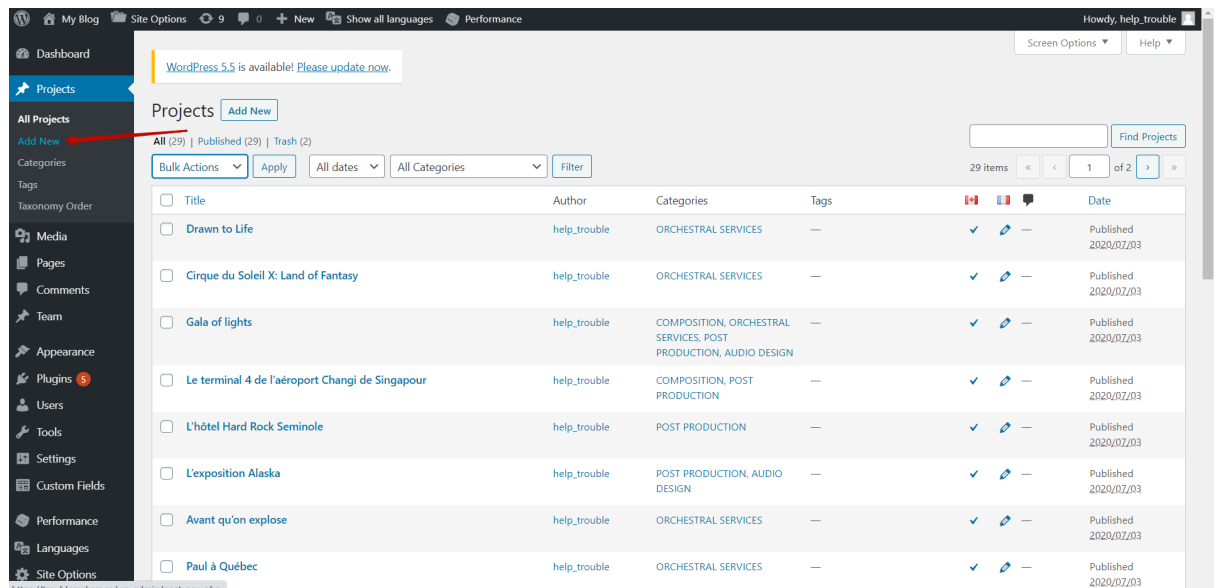 My Blog Site Options 9 0 New Show all languages Performance Howdy, help_trouble
Screen Options Help
Dashboard
Projects
All Projects
Add New
Categories
Tags
Taxonomy Order
Media
Pages
Comments
Team
Appearance
Plugins 5
Users
Tools
Settings
Custom Fields
Performance
Languages
Site Options
WordPress 5.5 is available! Please update now.
Projects Add New
All (29) | Published (29) | Trash (2)
Find Projects
Bulk Actions Apply All dates All Categories Filter 29 items « ‹ 1 of 2 › »
Title Author Categories Tags Date
Drawn to Life help_trouble ORCHESTRAL SERVICES — — Published
2020/07/03
Cirque du Soleil X: Land of Fantasy help_trouble ORCHESTRAL SERVICES — — Published
2020/07/03
Gala of lights help_trouble COMPOSITION, ORCHESTRAL — — Published
SERVICES, POST 2020/07/03
PRODUCTION, AUDIO DESIGN
Le terminal 4 de l'aéroport Changi de Singapour help_trouble COMPOSITION, POST — — Published
PRODUCTION 2020/07/03
L'hôtel Hard Rock Seminole help_trouble POST PRODUCTION — — Published
2020/07/03
L'exposition Alaska help_trouble POST PRODUCTION, AUDIO — — Published
DESIGN 2020/07/03
Avant qu'on explose help_trouble ORCHESTRAL SERVICES — — Published
2020/07/03
Paul à Québec help_trouble ORCHESTRAL SERVICES — — Published
2020/07/03